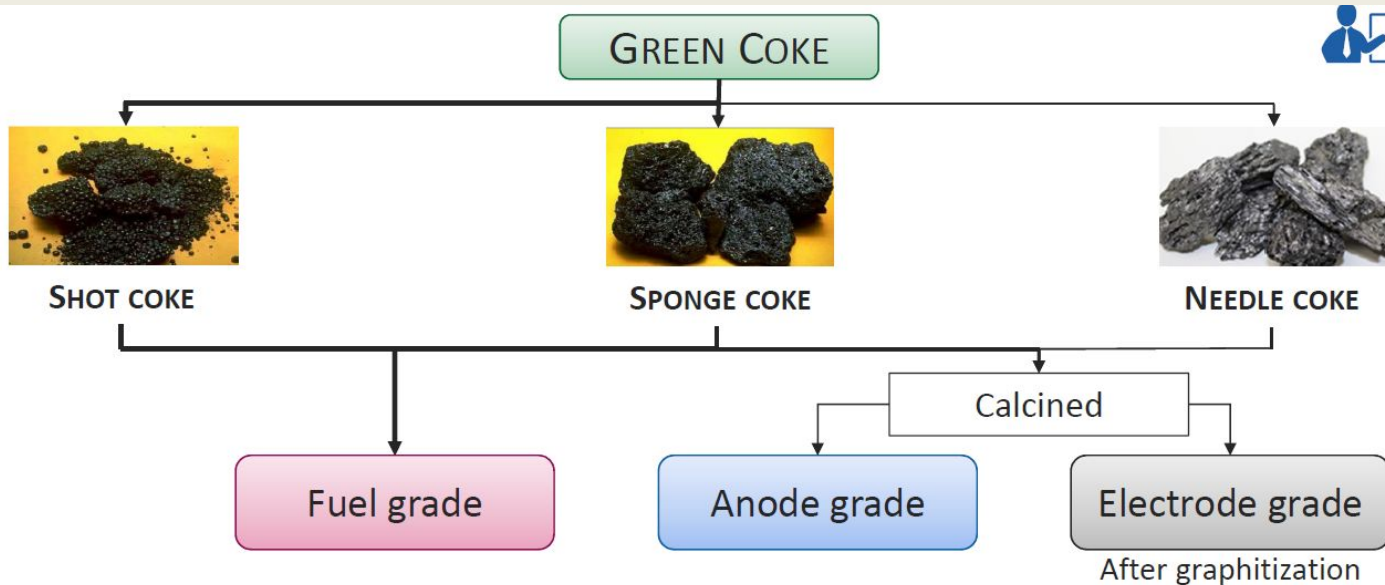 GREEN COKE
SHOT COKE
SPONGE COKE
NEEDLE COKE
Calcined
Fuel grade
Anode grade
Electrode grade
After graphitization